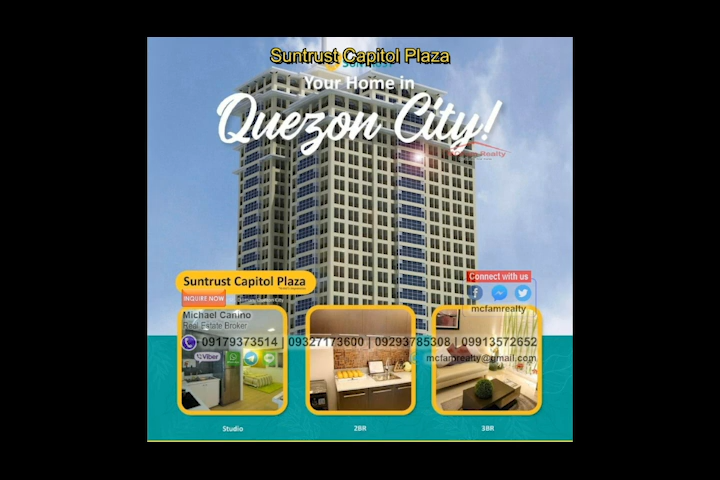 Suntrust Capitol Plaza
Your Home in
Quezon City!
Realty
Suntrust Capitol Plaza
Connect with us
INQUIRE NOW
mcfamrealty
Michael Canino
Real Estate Broker
09179373514 | 09327173600 | 09293785308 | 09913572652
Viber
mcfamrealty@gmail.com
Studio
2BR
3BR